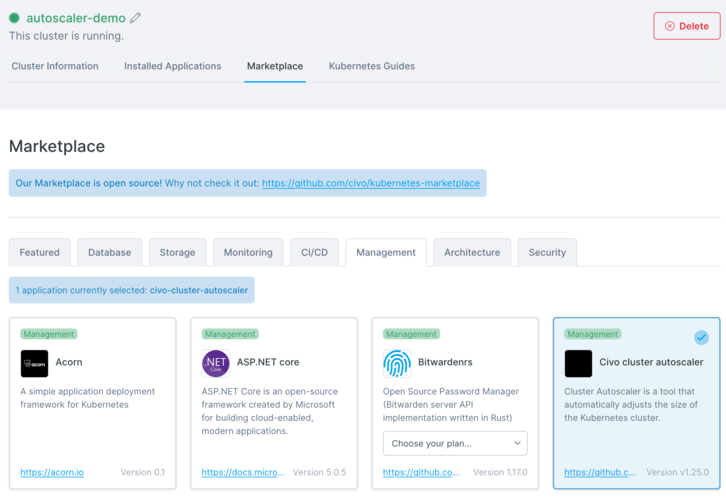 autoscaler-demo
Delete
This cluster is running.
Cluster Information Installed Applications Marketplace Kubernetes Guides
Marketplace
Our Marketplace is open source! Why not check it out: https://github.com/civo/kubernetes-marketplace
Featured Database Storage Monitoring CI/CD Management Architecture Security
1 application currently selected: civo-cluster-autoscaler
Management
acorn
Acorn
A simple application deployment
framework for Kubernetes
https://acorn.io Version 0.1
Management
.NET
Core
ASP.NET core
ASP.NET Core is an open-source
framework created by Microsoft
for building cloud-enabled,
modern applications.
https://docs.micro... Version 5.0.5
Management
Bitwardenrs
Open Source Password Manager
(Bitwarden server API
implementation written in Rust)
Choose your plan...
https://github.co... Version 1.17.0
Management
Civo cluster autoscaler
Cluster Autoscaler is a tool that
automatically adjusts the size of
the Kubernetes cluster.
https://github.c... Version v1.25.0